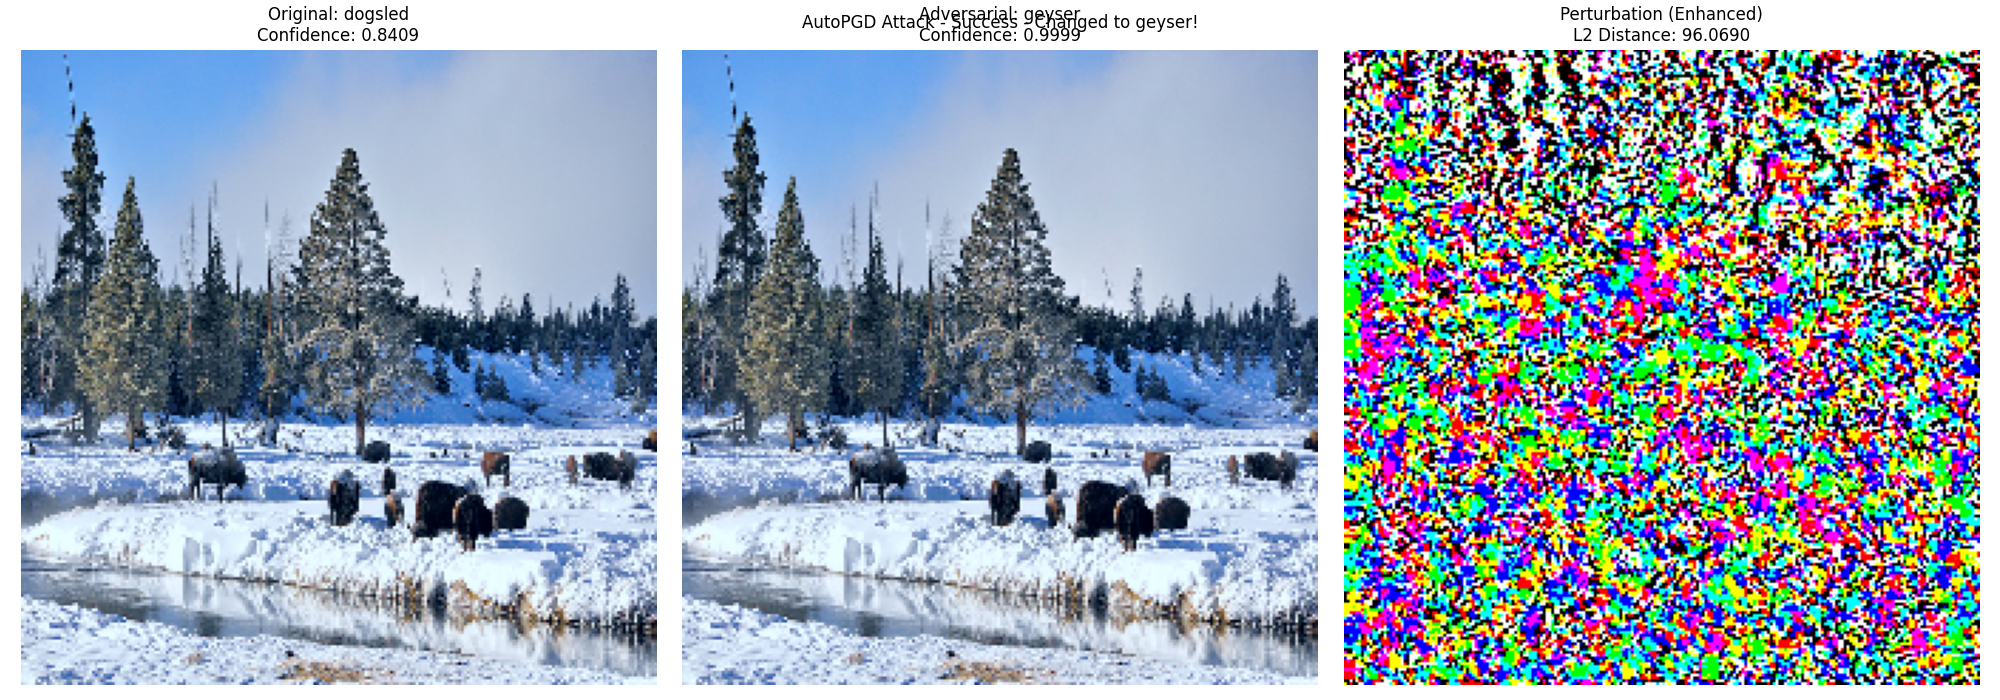 Original: dogsled
Confidence: 0.8409
AutoPGD Attack - Success - Changed to geyser!
Adversarial: geyser
Confidence: 0.9999
Perturbation (Enhanced)
L2 Distance: 96.0690